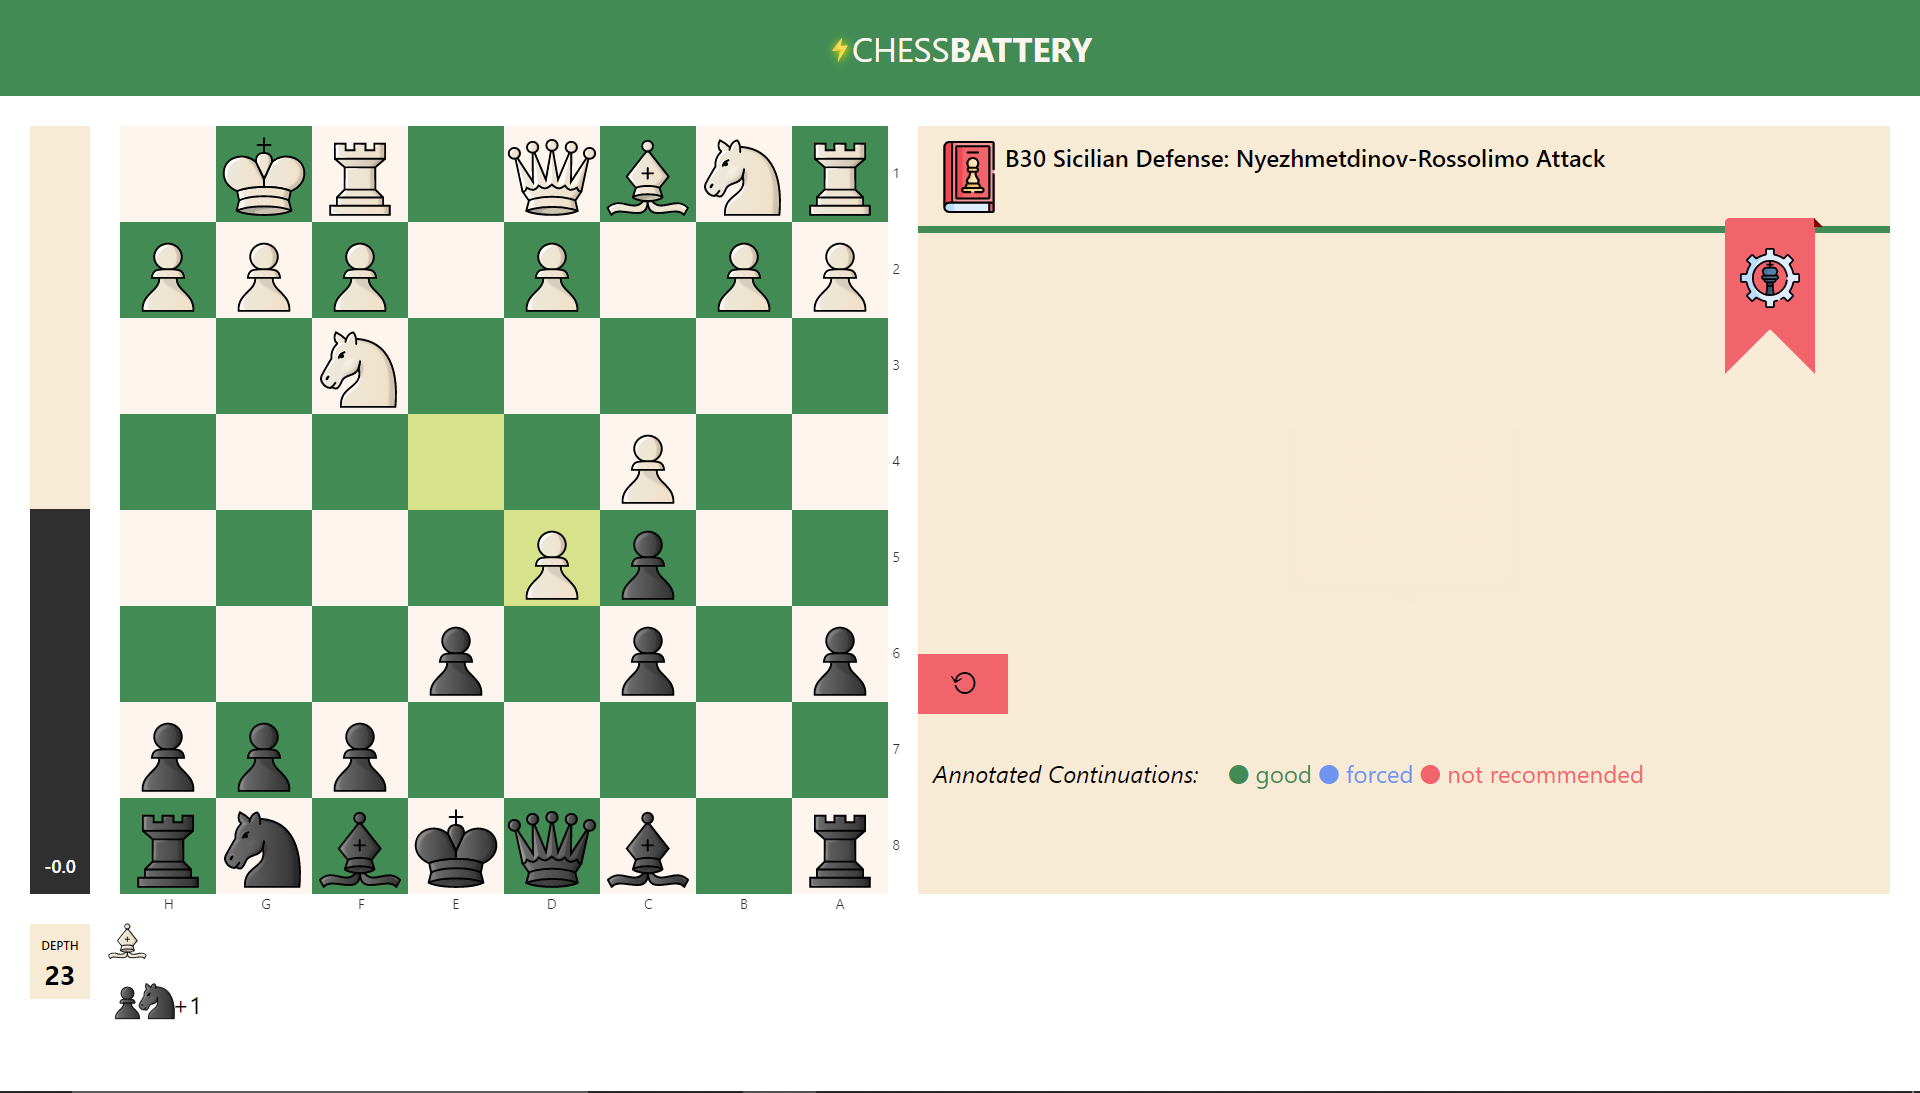 ⚡CHESSBATTERY
B30 Sicilian Defense: Nyezhmetdinov-Rossolimo Attack
1
2
3
4
5
6
7
8
H G F E D C B A
-0.0
Annotated Continuations: good forced not recommended
DEPTH
23
+1